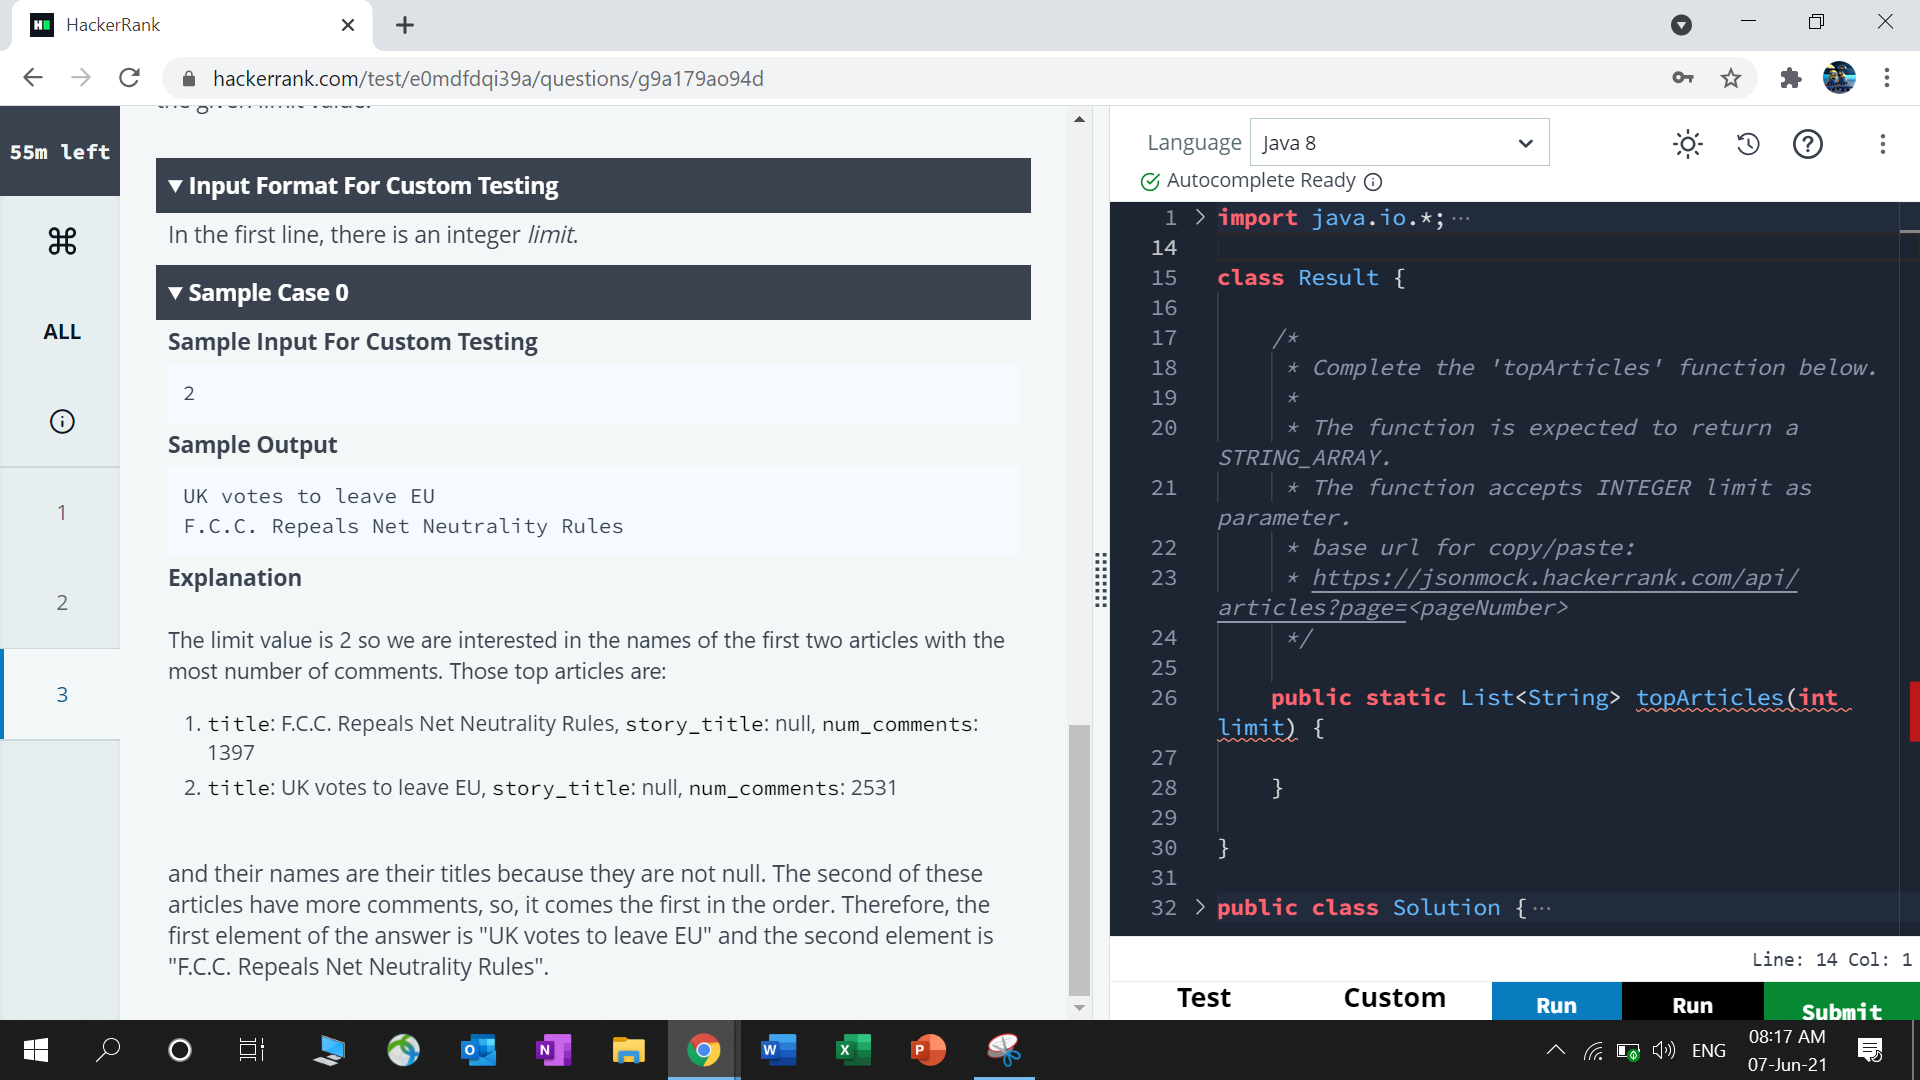 HackerRank
hackerrank.com/test/e0mdfdqi39a/questions/g9a179ao94d
the given limit value.
55m left
ALL
1
2
3
▼ Input Format For Custom Testing
In the first line, there is an integer limit.
▼ Sample Case 0
Sample Input For Custom Testing
2
Sample Output
UK votes to leave EU
F.C.C. Repeals Net Neutrality Rules
Explanation
The limit value is 2 so we are interested in the names of the first two articles with the
most number of comments. Those top articles are:
1. title: F.C.C. Repeals Net Neutrality Rules, story_title: null, num_comments:
1397
2. title: UK votes to leave EU, story_title: null, num_comments: 2531
and their names are their titles because they are not null. The second of these
articles have more comments, so, it comes the first in the order. Therefore, the
first element of the answer is "UK votes to leave EU" and the second element is
"F.C.C. Repeals Net Neutrality Rules".
Language Java 8
Autocomplete Ready
1 > import java.io.*; ...
14
15 class Result {
16
17 /*
18 * Complete the 'topArticles' function below.
19 *
20 * The function is expected to return a
STRING_ARRAY.
21 * The function accepts INTEGER limit as
parameter.
22 * base url for copy/paste:
23 * https://jsonmock.hackerrank.com/api/
articles?page=<pageNumber>
24 */
25
26 public static List<String> topArticles(int
limit) {
27
28 }
29
30 }
31
32 > public class Solution { ...
Line: 14 Col: 1
Test Custom Run Run Submit
ENG
08:17 AM
07-Jun-21